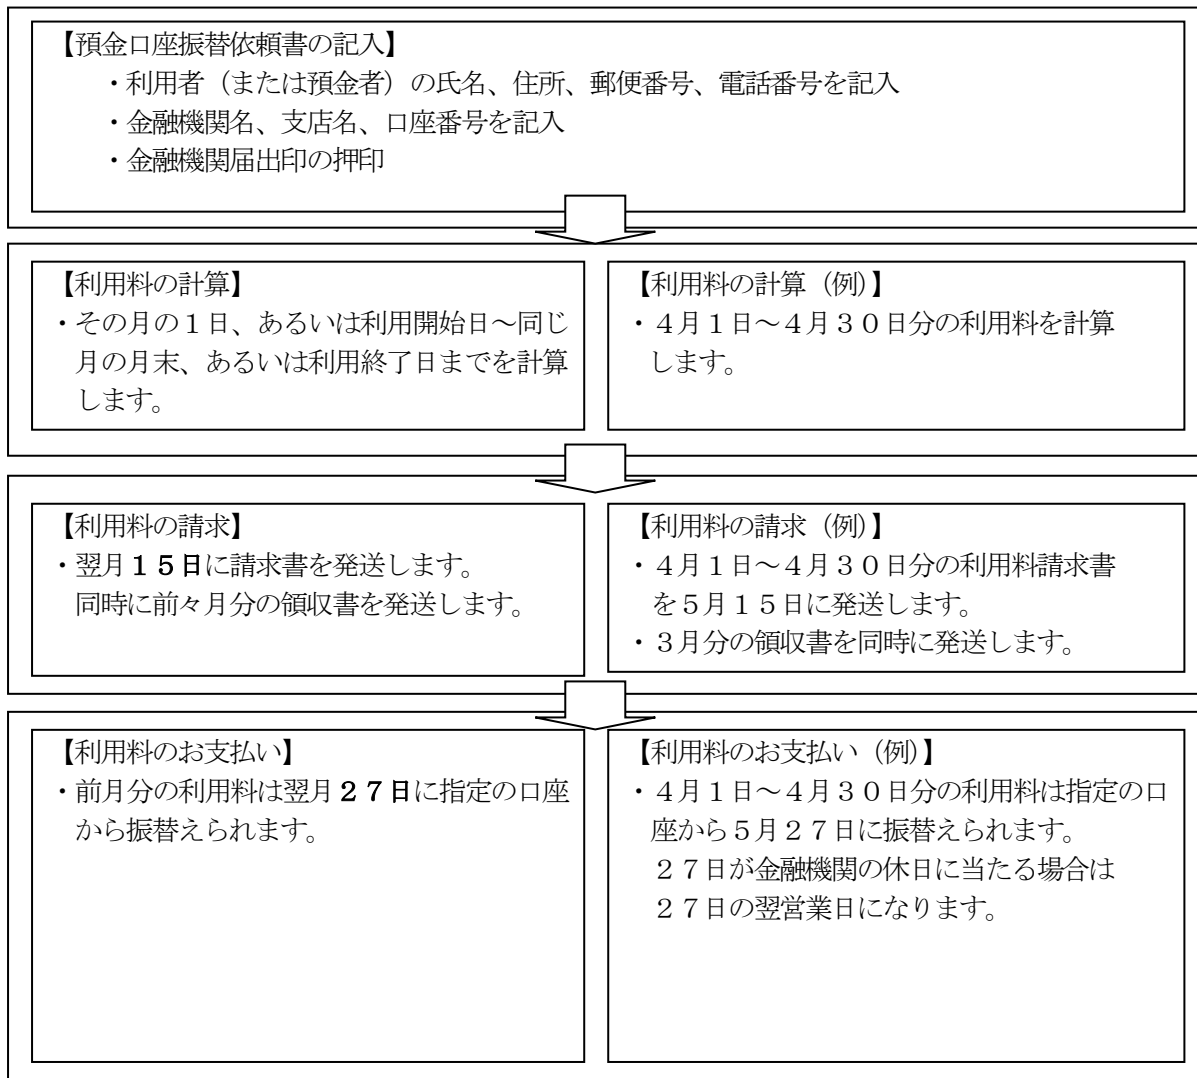 【預金口座振替依頼書の記入】
・利用者（または預金者）の氏名、住所、郵便番号、電話番号を記入
・金融機関名、支店名、口座番号を記入
・金融機関届出印の押印
【利用料の計算】
・その月の１日、あるいは利用開始日～同じ
月の月末、あるいは利用終了日までを計算
します。
【利用料の計算（例）】
・４月１日～４月３０日分の利用料を計算
します。
【利用料の請求】
・翌月１５日に請求書を発送します。
同時に前々月分の領収書を発送します。
【利用料の請求（例）】
・４月１日～４月３０日分の利用料請求書
を５月１５日に発送します。
・３月分の領収書を同時に発送します。
【利用料のお支払い】
・前月分の利用料は翌月２７日に指定の口座
から振替えられます。
【利用料のお支払い（例）】
・４月１日～４月３０日分の利用料は指定の口
座から５月２７日に振替えられます。
２７日が金融機関の休日に当たる場合は
２７日の翌営業日になります。